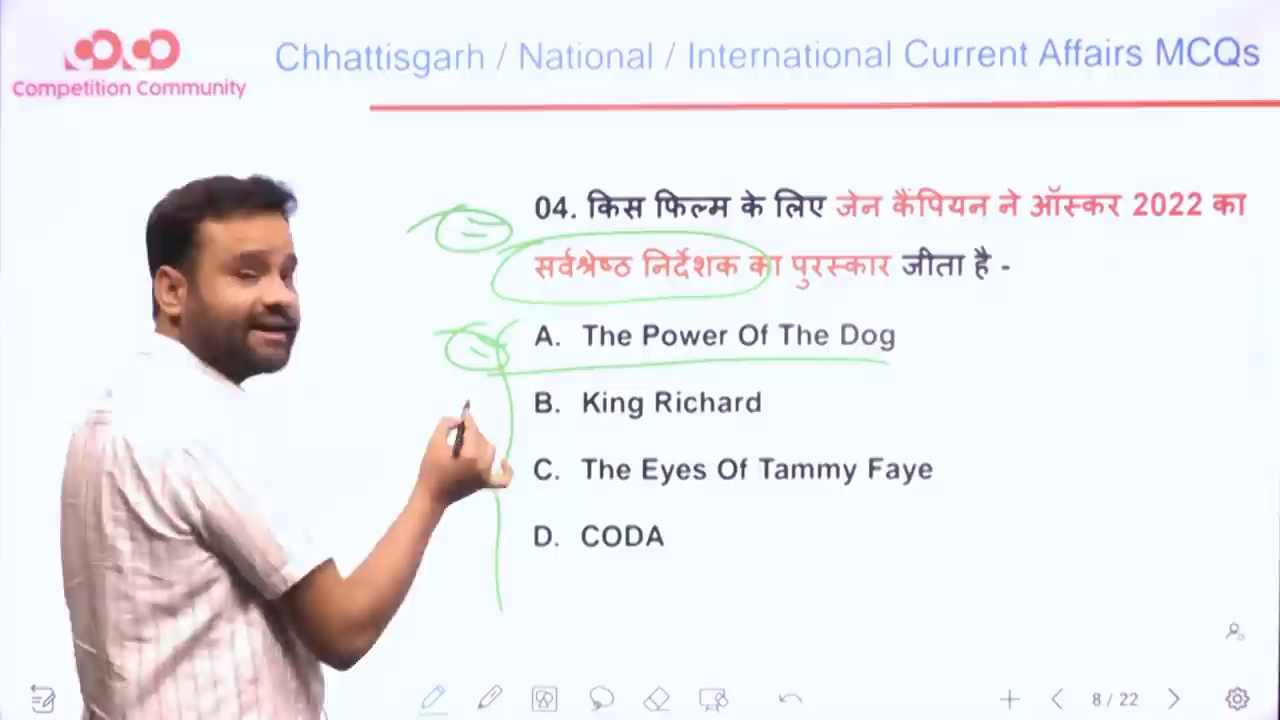 Competition Community
Chhattisgarh / National / International Current Affairs MCQs
04. किस फिल्म के लिए जेन कैंपियन ने ऑस्कर 2022 का
सर्वश्रेष्ठ निर्देशक का पुरस्कार जीता है -
A. The Power Of The Dog
B. King Richard
C. The Eyes Of Tammy Faye
D. CODA
8 / 22